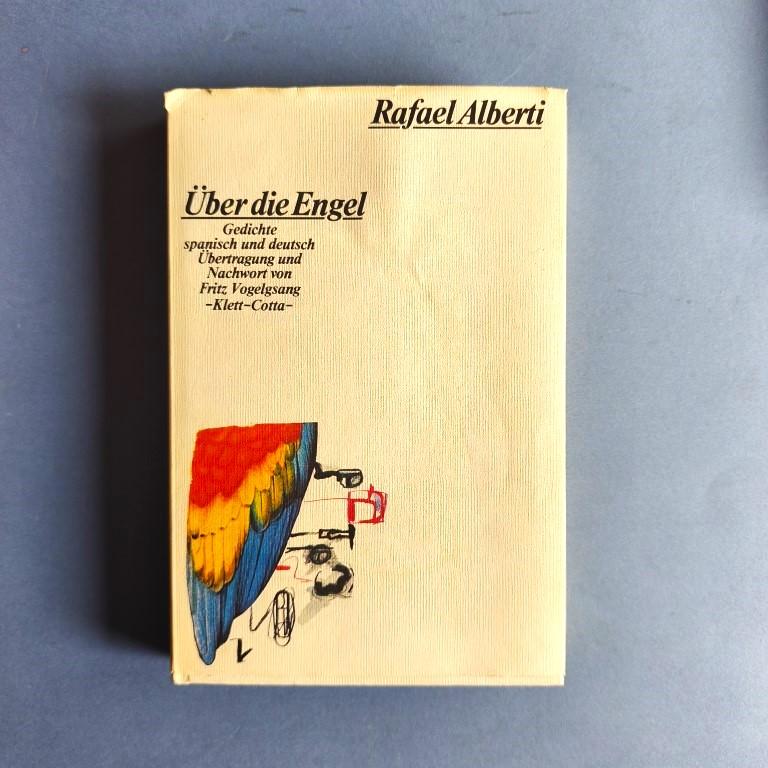 Rafael Alberti
Über die Engel
Gedichte
spanisch und deutsch
Übertragung und
Nachwort von
Fritz Vogelgsang
-Klett-Cotta-